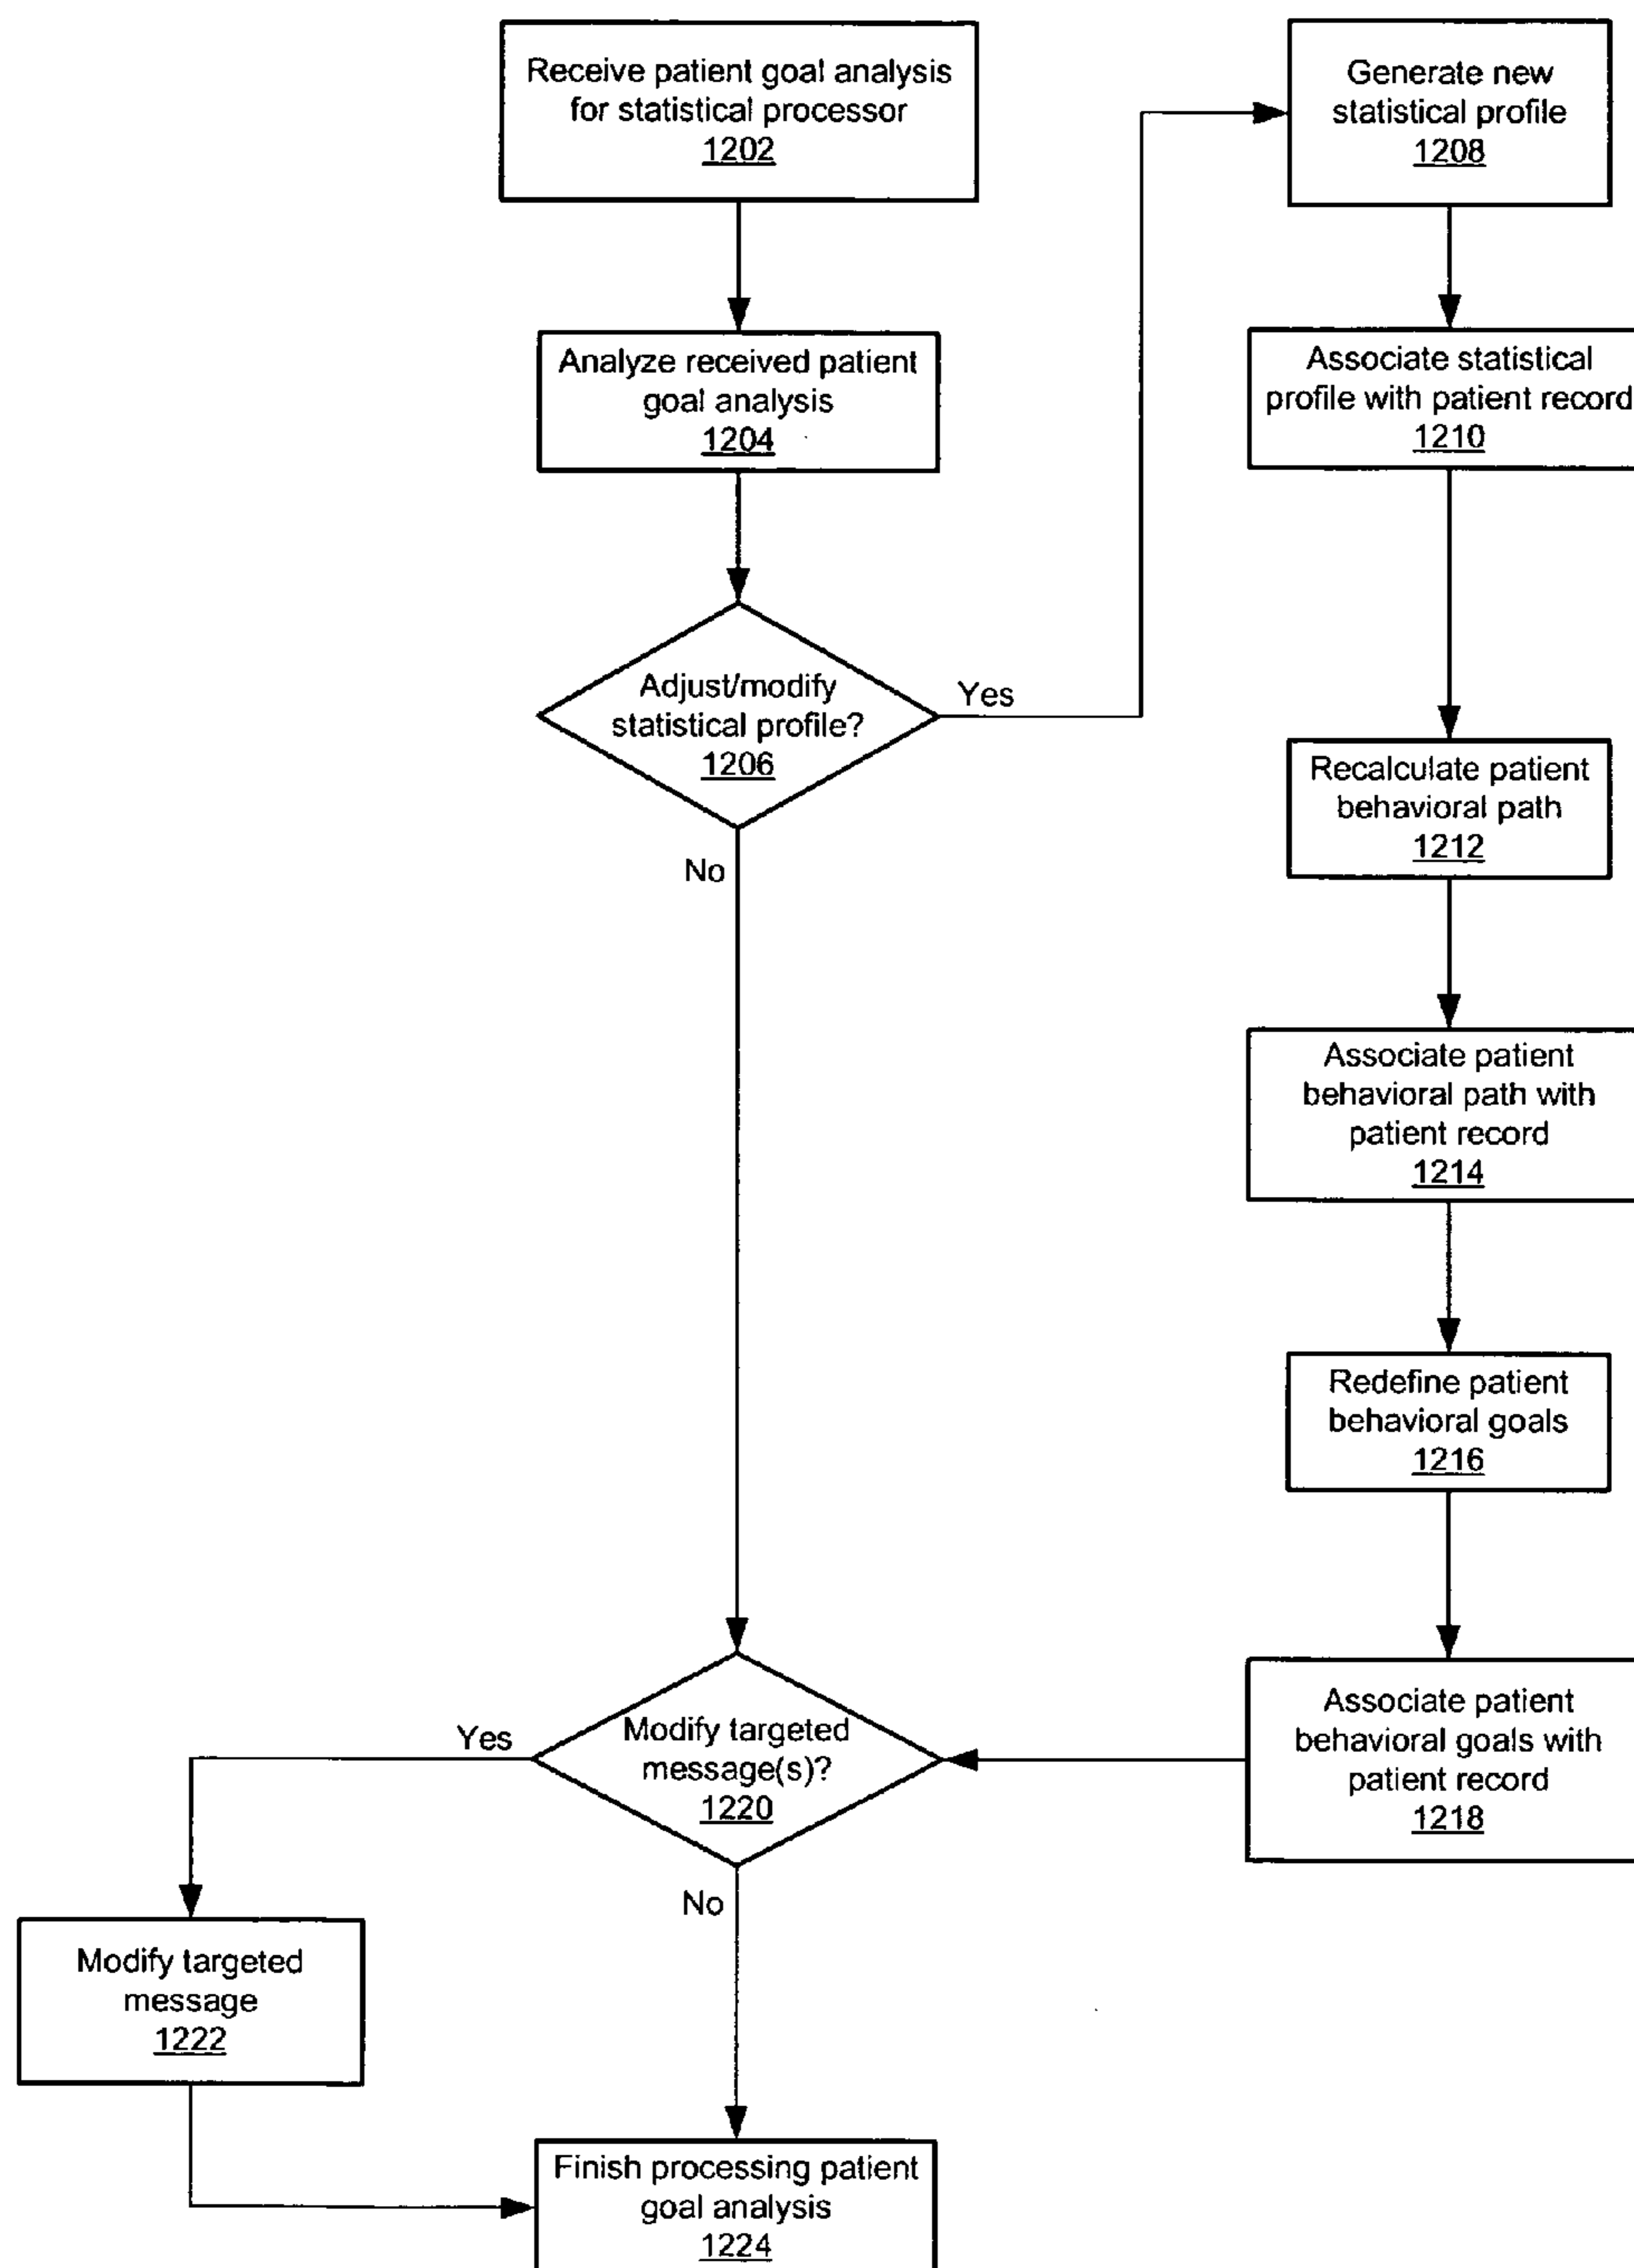 Receive patient goal analysis
for statistical processor
1202
Analyze received patient
goal analysis
1204
Adjust/modify
statistical profile?
1206
Yes
No
Generate new
statistical profile
1208
Associate statistical
profile with patient record
1210
Recalculate patient
behavioral path
1212
Associate patient
behavioral path with
patient record
1214
Redefine patient
behavioral goals
1216
Associate patient
behavioral goals with
patient record
1218
Modify targeted
message(s)?
1220
Yes
No
Modify targeted
message
1222
Finish processing patient
goal analysis
1224